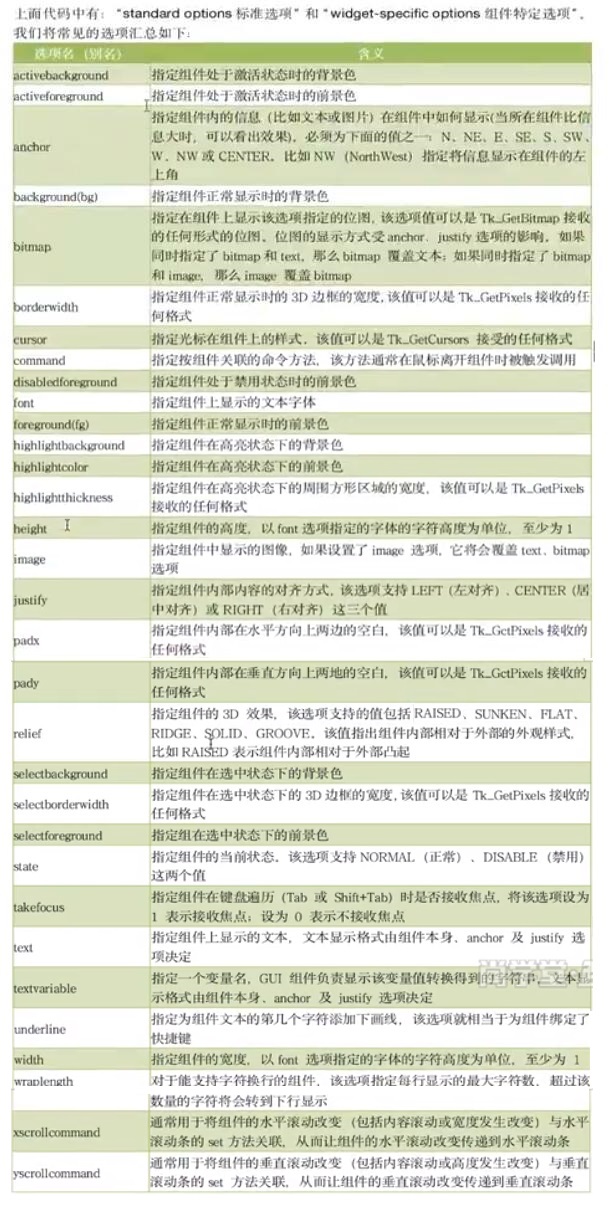 上面代码中有:“standard options 标准选项”和“widget-specific options 组件特定选项”。
我们将常见的选项汇总如下:
选项名(别名) 含义
activebackground 指定组件处于激活状态时的背景色
activeforeground 指定组件处于激活状态时的前景色
指定组件内的信息(比如文本或图片)在组件中如何显示(当所在组件比信
息大时,可以看出效果)。必须为下面的值之一:N、NE、E、SE、S、SW、
anchor
W、NW 或 CENTER。比如 NW(NorthWest)指定将信息显示在组件的左
上角
background(bg) 指定组件正常显示时的背景色
指定在组件上显示该选项指定的位图,该选项值可以是 Tk_GetBitmap 接收
的任何形式的位图。位图的显示方式受 anchor、justify 选项的影响。如果
bitmap
同时指定了 bitmap 和 text,那么 bitmap 覆盖文本;如果同时指定了 bitmap
和 image,那么 image 覆盖 bitmap
borderwidth 指定组件正常显示时的 3D 边框的宽度,该值可以是 Tk_GetPixels 接收的任
何格式
cursor 指定光标在组件上的样式。该值可以是 Tk_GetCursors 接受的任何格式
command 指定按组件关联的命令方法,该方法通常在鼠标离开组件时被触发调用
disabledforeground 指定组件处于禁用状态时的前景色
font 指定组件上显示的文本字体
foreground(fg) 指定组件正常显示时的前景色
highlightbackground 指定组件在高亮状态下的背景色
highlightcolor 指定组件在高亮状态下的前景色
highlightthickness 指定组件在高亮状态下的周围方形区域的宽度,该值可以是 Tk_GetPixels
接收的任何格式
height 指定组件的高度,以 font 选项指定的字体的字符高度为单位,至少为 1
image 指定组件中显示的图像,如果设置了 image 选项,它将会覆盖 text、bitmap
选项
justify 指定组件内部内容的对齐方式,该选项支持 LEFT(左对齐)、CENTER(居
中对齐)或 RIGHT(右对齐)这三个值
padx 指定组件内部在水平方向上两边的空白,该值可以是 Tk_GctPixels 接收的
任何格式
pady 指定组件内部在垂直方向上两地的空白,该值可以是 Tk_GctPixels 接收的
任何格式
指定组件的 3D 效果,该选项支持的值包括 RAISED、SUNKEN、FLAT、
relief RIDGE、SOLID、GROOVE。该值指出组件内部相对于外部的外观样式,
比如 RAISED 表示组件内部相对于外部凸起
selectbackground 指定组件在选中状态下的背景色
selectborderwidth 指定组件在选中状态下的 3D 边框的宽度,该值可以是 Tk_GetPixels 接收的
任何格式
selectforeground 指定组在选中状态下的前景色
state 指定组件的当前状态。该选项支持 NORMAL(正常)、DISABLE(禁用)
这两个值
takefocus 指定组件在键盘遍历(Tab 或 Shift+Tab)时是否接收焦点,将该选项设为
1 表示接收焦点;设为 0 表示不接收焦点
text 指定组件上显示的文本,文本显示格式由组件本身、anchor 及 justify 选
项决定
textvariable 指定一个变量名,GUI 组件负责显示该变量值转换得到的字符串,文本显
示格式由组件本身、anchor 及 justify 选项决定
尚学堂
underline 指定为组件文本的第几个字符添加下画线,该选项就相当于为组件绑定了
快捷键
width 指定组件的宽度,以 font 选项指定的字体的字符高度为单位,至少为 1
wraplength 对于能支持字符换行的组件,该选项指定每行显示的最大字符数,超过该
数量的字符将会转到下行显示
xscrollcommand 通常用于将组件的水平滚动改变(包括内容滚动或宽度发生改变)与水平
滚动条的 set 方法关联,从而让组件的水平滚动改变传递到水平滚动条
yscrollcommand 通常用于将组件的垂直滚动改变(包括内容滚动或高度发生改变)与垂直
滚动条的 set 方法关联,从而让组件的垂直滚动改变传递到垂直滚动条